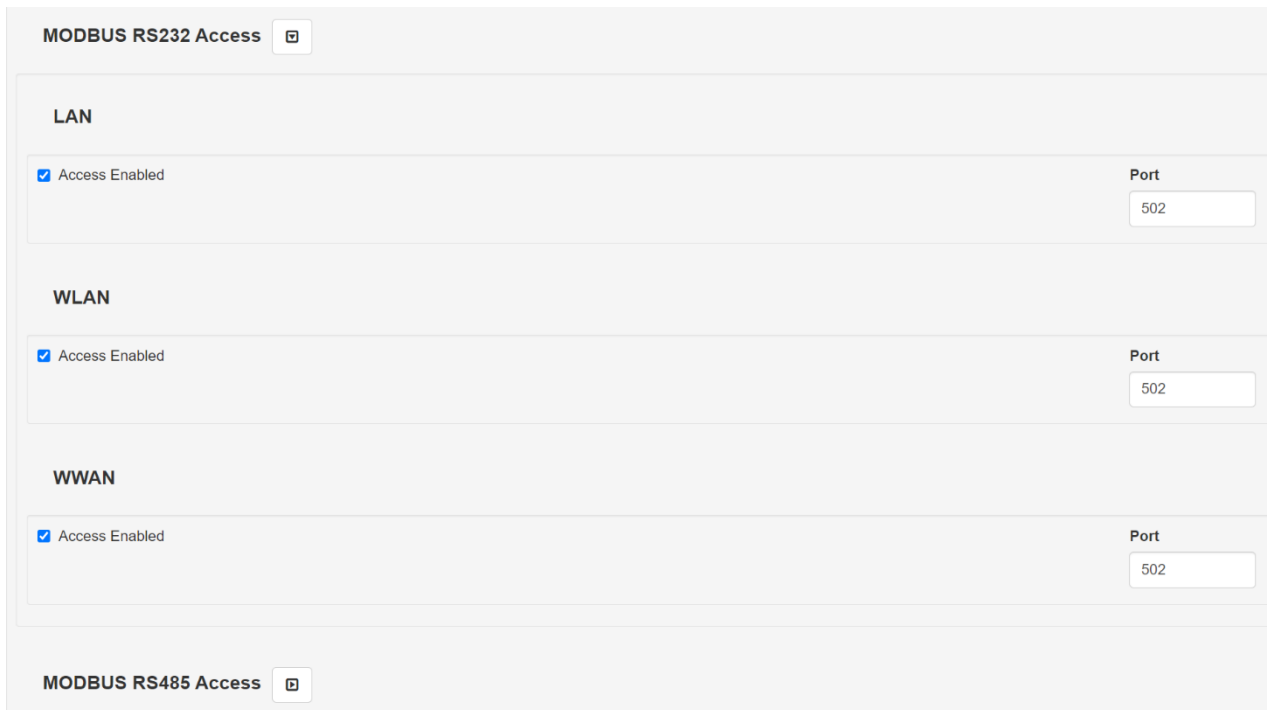 MODBUS RS232 Access
LAN
Access Enabled
Port
502
WLAN
Access Enabled
Port
502
WWAN
Access Enabled
Port
502
MODBUS RS485 Access